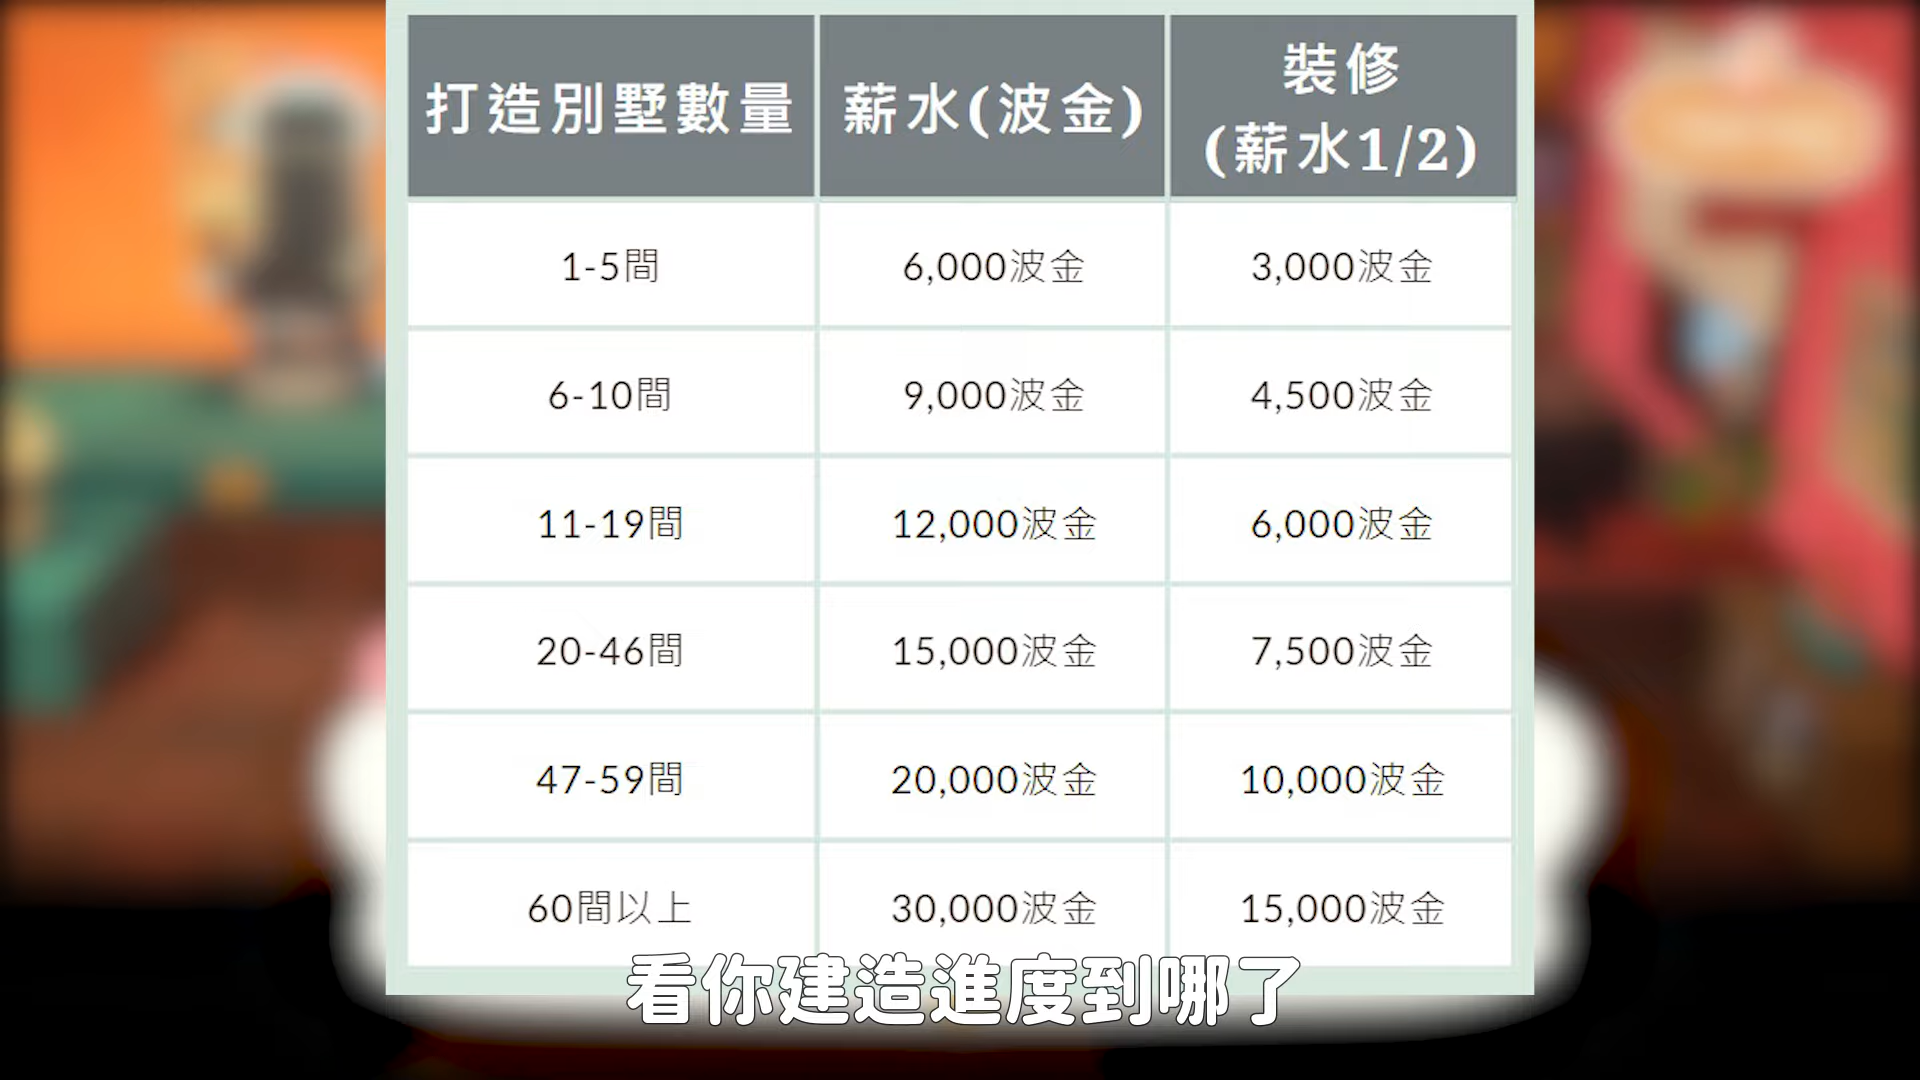 打造別墅數量 薪水(波金) 裝修
(薪水1/2)
1-5間 6,000波金 3,000波金
6-10間 9,000波金 4,500波金
11-19間 12,000波金 6,000波金
20-46間 15,000波金 7,500波金
47-59間 20,000波金 10,000波金
60間以上 30,000波金 15,000波金
看你建造進度到哪了